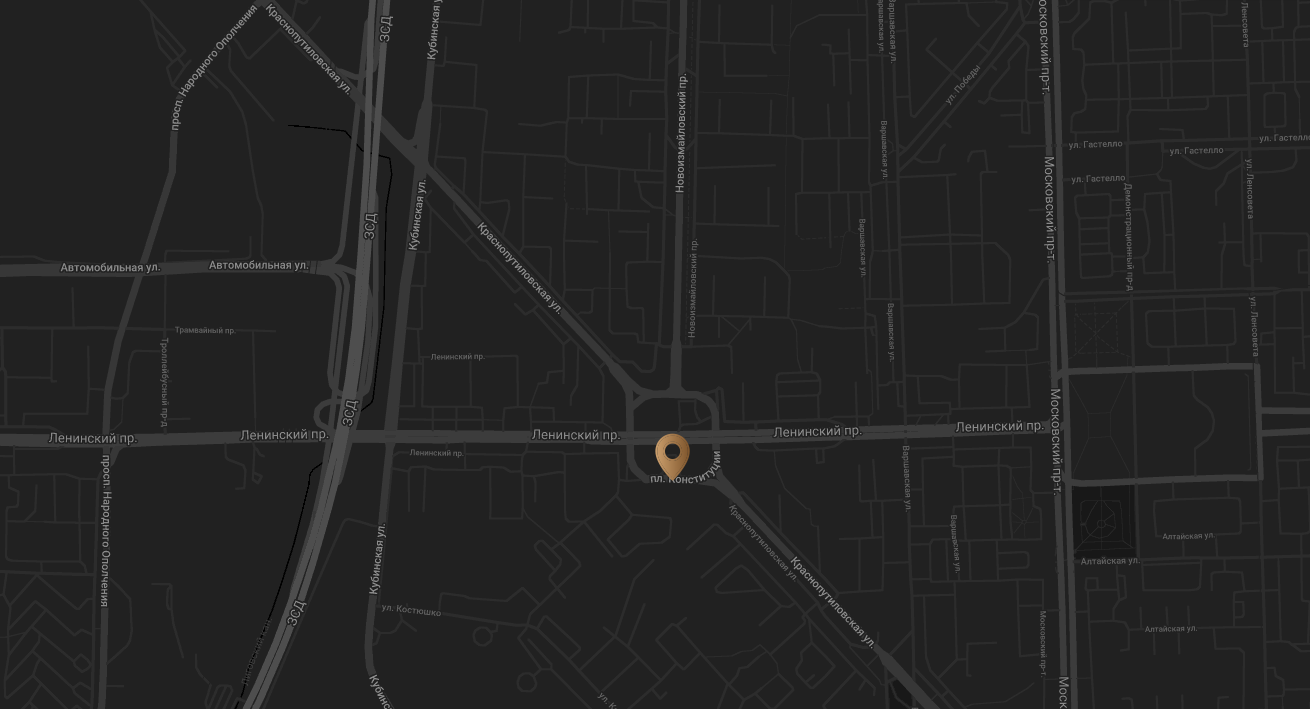 просп. Народного Ополчения
Краснопутиловская ул.
ЗСД
Кубинская у
Новоизмайловский пр.
Варшавская ул.
Варшавская ул.
ул. Победы
осковский пр-т.
Ленсовета
ул. Гастелло
ул. Гастелло
ул. Гастелло
ул. Гастелло
Варшавская ул.
Московский пр-т.
ул. Ленсовета
Демонстрационный пр-д
Кубинская ул.
ЗСД
Краснопутиловская ул.
Новоизмайловский пр.
Варшавская ул.
Автомобильная ул.
Автомобильная ул.
Трамвайный пр.
Троллейбусный пр-д
Ленинский пр.
Варшавская ул.
ул. Ленсовета
ЗСД
Ленинский пр.
Ленинский пр.
Ленинский пр.
Ленинский пр.
Ленинский пр.
Московский пр-т.
Ленинский пр.
пл. Конституции
Варшавская ул.
просп. Народного Ополчения
Кубинская ул.
Краснопутиловская ул.
Краснопутиловская ул.
Варшавская ул.
Алтайская ул.
Алтайская ул.
ул. Костюшко
ЗСД
Алтайская ул.
Московский пр-т.
Кубинс
ул. К
Моск